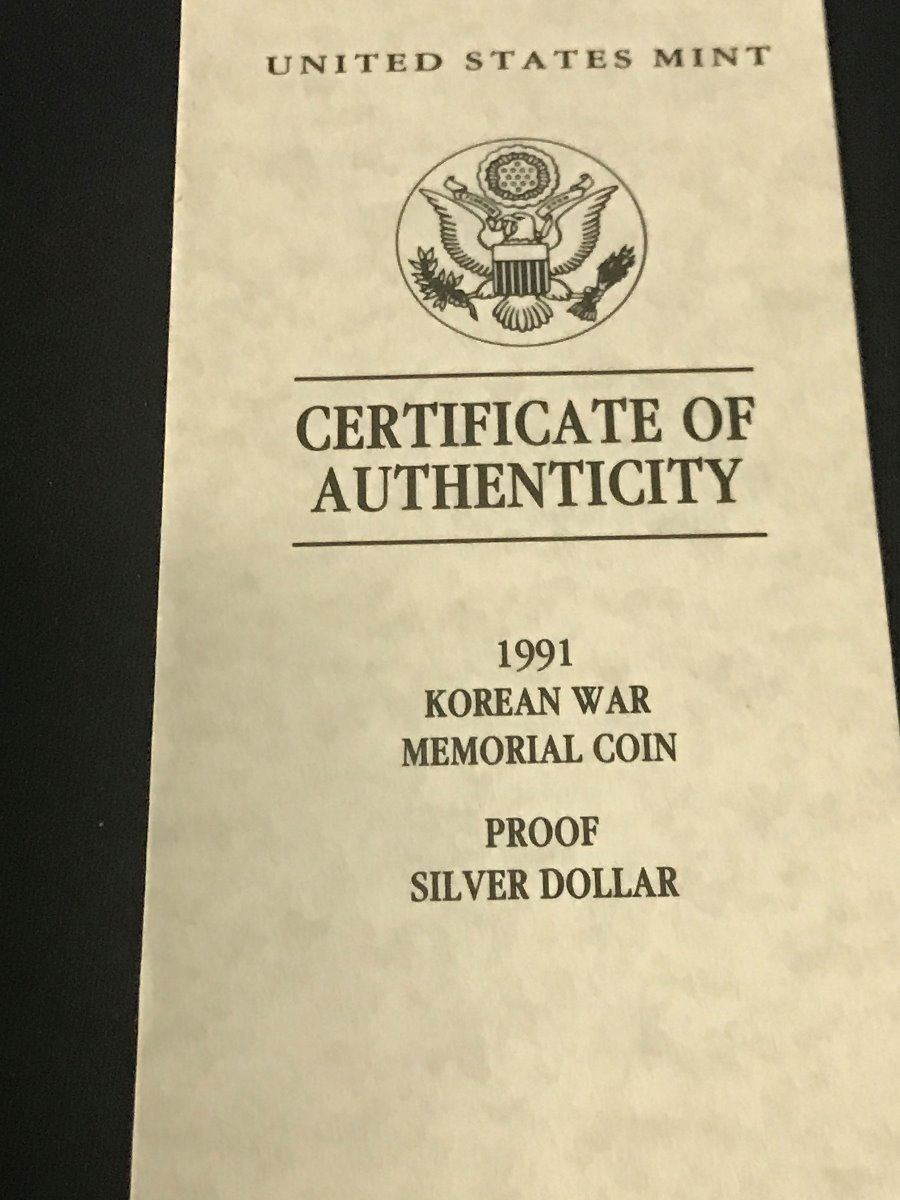 UNITED STATES MINT
CERTIFICATE OF
AUTHENTICITY
1991
KOREAN WAR
MEMORIAL COIN
PROOF
SILVER DOLLAR